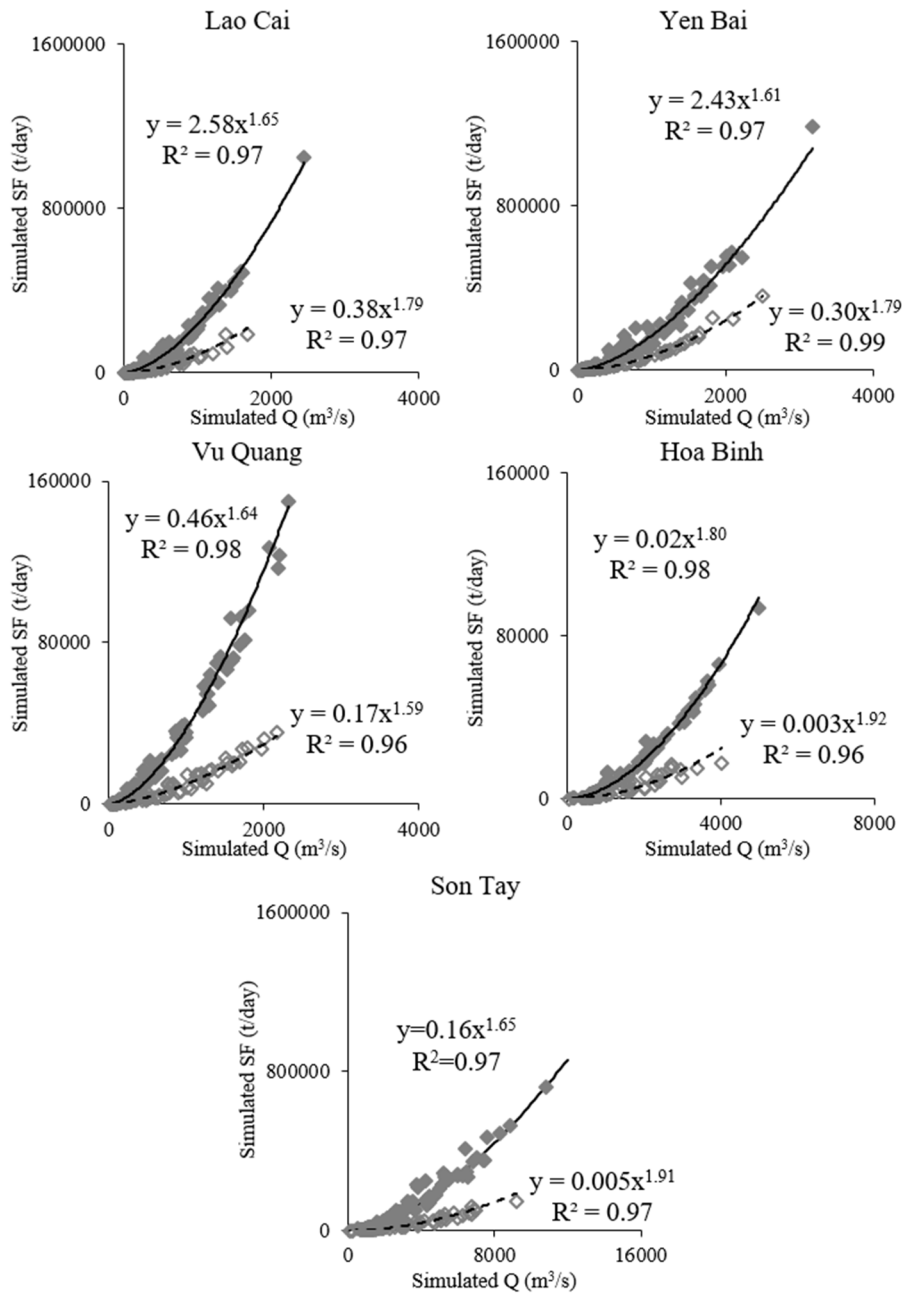 Lao Cai
1600000
Simulated SF (t/day)
y = 2.58x^1.65
R² = 0.97
800000
y = 0.38x^1.79
R² = 0.97
0
0 2000 4000
Simulated Q (m³/s)
Yen Bai
1600000
Simulated SF (t/day)
y = 2.43x^1.61
R² = 0.97
800000
y = 0.30x^1.79
R² = 0.99
0
0 2000 4000
Simulated Q (m³/s)
Vu Quang
160000
Simulated SF (t/day)
y = 0.46x^1.64
R² = 0.98
80000
y = 0.17x^1.59
R² = 0.96
0
0 2000 4000
Simulated Q (m³/s)
Hoa Binh
160000
Simulated SF (t/day)
y = 0.02x^1.80
R² = 0.98
80000
y = 0.003x^1.92
R² = 0.96
0
0 4000 8000
Simulated Q (m³/s)
Son Tay
1600000
Simulated SF (t/day)
y=0.16x^1.65
R²=0.97
800000
y = 0.005x^1.91
R² = 0.97
0
0 8000 16000
Simulated Q (m³/s)